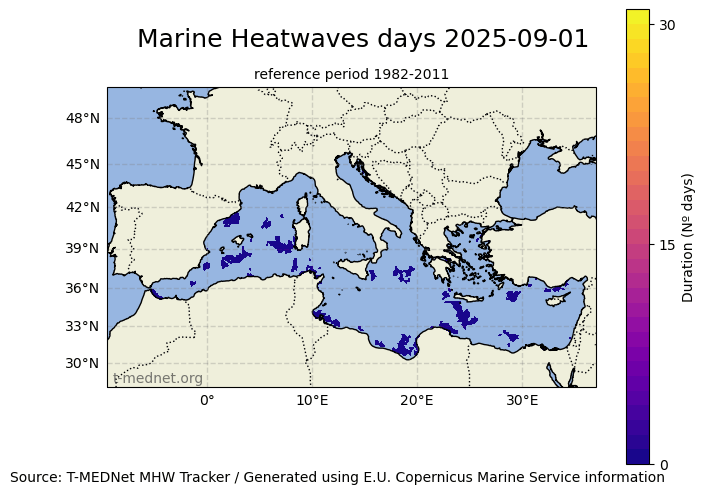 Marine Heatwaves days 2025-09-01
reference period 1982-2011
48°N
45°N
42°N
39°N
36°N
33°N
30°N
t-mednet.org
0°
10°E
20°E
30°E
30
15
0
Duration (Nº days)
Source: T-MEDNet MHW Tracker / Generated using E.U. Copernicus Marine Service information